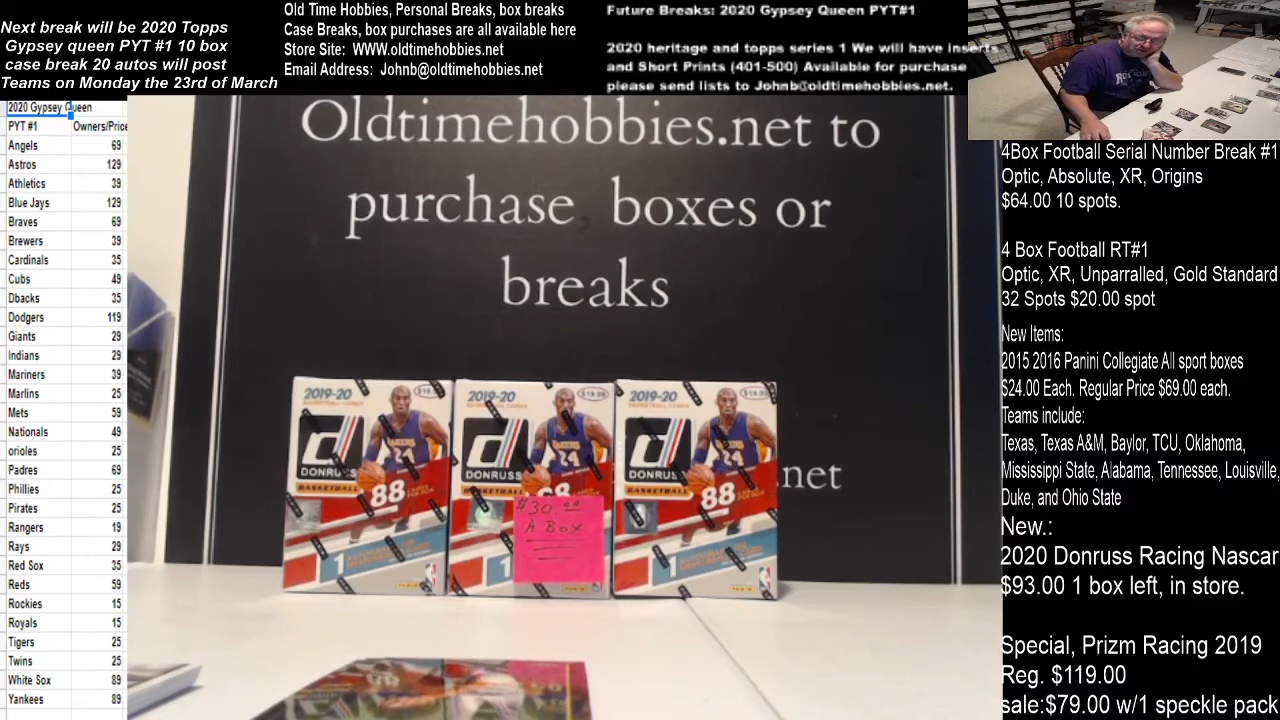 Next break will be 2020 Topps
Gypsey queen PYT #1 10 box
case break 20 autos will post
Teams on Monday the 23rd of March
Old Time Hobbies, Personal Breaks, box breaks
Case Breaks, box purchases are all available here
Store Site: WWW.oldtimehobbies.net
Email Address: Johnb@oldtimehobbies.net
Future Breaks: 2020 Gypsey Queen PYT#1
2020 heritage and topps series 1 We will have inserts
and Short Prints (401-500) Available for purchase
please send lists to Johnb@oldtimehobbies.net.
2020 Gypsey Queen
PYT #1 Owners/Price
Angels 69
Astros 129
Athletics 39
Blue Jays 129
Braves 69
Brewers 39
Cardinals 35
Cubs 49
Dbacks 35
Dodgers 119
Giants 29
Indians 29
Mariners 39
Marlins 25
Mets 59
Nationals 49
orioles 25
Padres 69
Phillies 25
Pirates 25
Rangers 19
Rays 29
Red Sox 35
Reds 59
Rockies 15
Royals 15
Tigers 25
Twins 25
White Sox 89
Yankees 89
Oldtimehobbies.net to
purchase boxes or
breaks
.net
2019-20
DONRUSS
BASKETBALL
88
1
LAKERS
24
2019-20
DONRUSS
BASKETBALL
24
$30.00
A Box
1
2019-20
DONRUSS
BASKETBALL
24
88
1
4Box Football Serial Number Break #1
Optic, Absolute, XR, Origins
$64.00 10 spots.
4 Box Football RT#1
Optic, XR, Unparralled, Gold Standard
32 Spots $20.00 spot
New Items:
2015 2016 Panini Collegiate All sport boxes
$24.00 Each. Regular Price $69.00 each.
Teams include:
Texas, Texas A&M, Baylor, TCU, Oklahoma,
Mississippi State, Alabama, Tennessee, Louisville,
Duke, and Ohio State
New.:
2020 Donruss Racing Nascar
$93.00 1 box left, in store.
Special, Prizm Racing 2019
Reg. $119.00
sale:$79.00 w/1 speckle pack